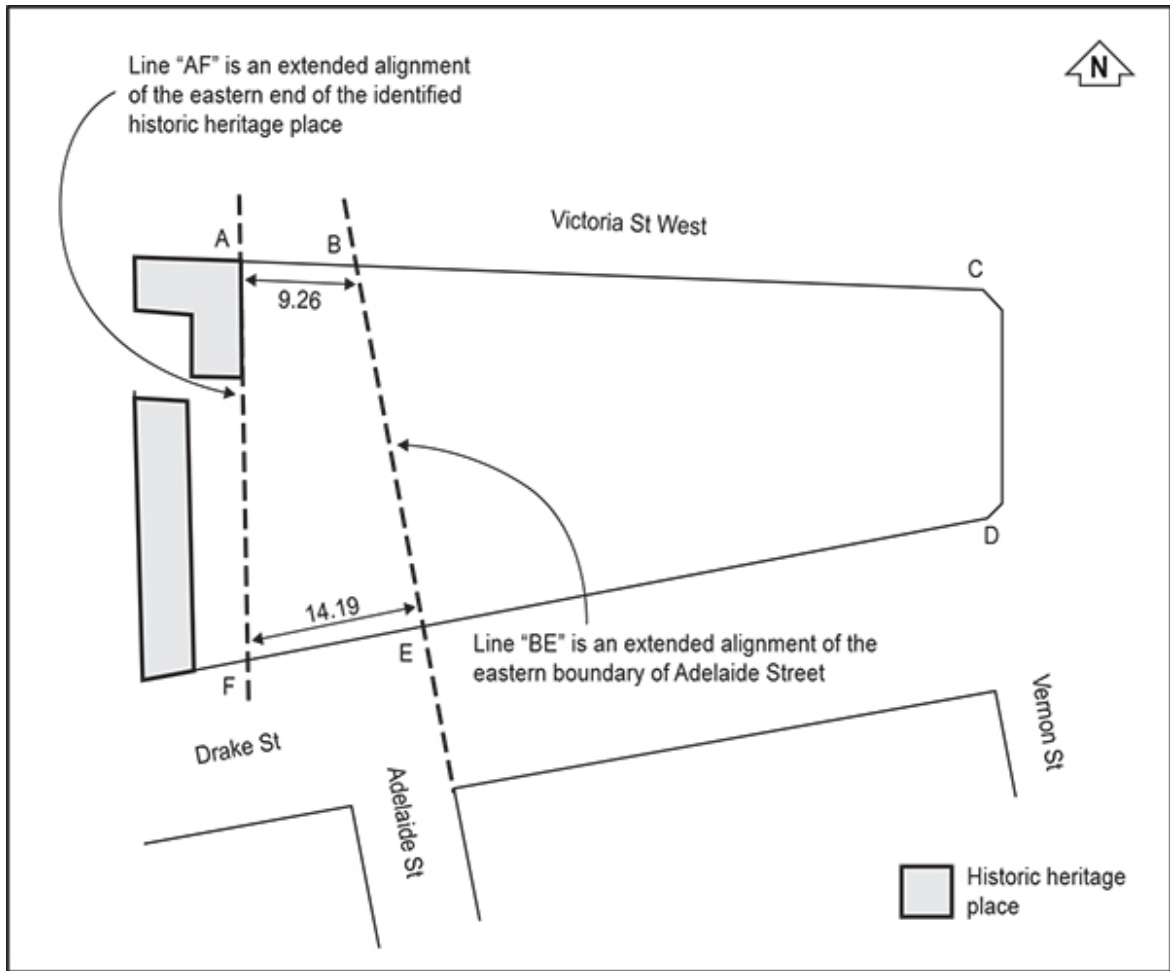 Line “AF” is an extended alignment
of the eastern end of the identified
historic heritage place
N
Victoria St West
A
B
C
9.26
14.19
D
E
F
Line “BE” is an extended alignment of the
eastern boundary of Adelaide Street
Drake St
Adelaide St
Vernon St
Historic heritage
place